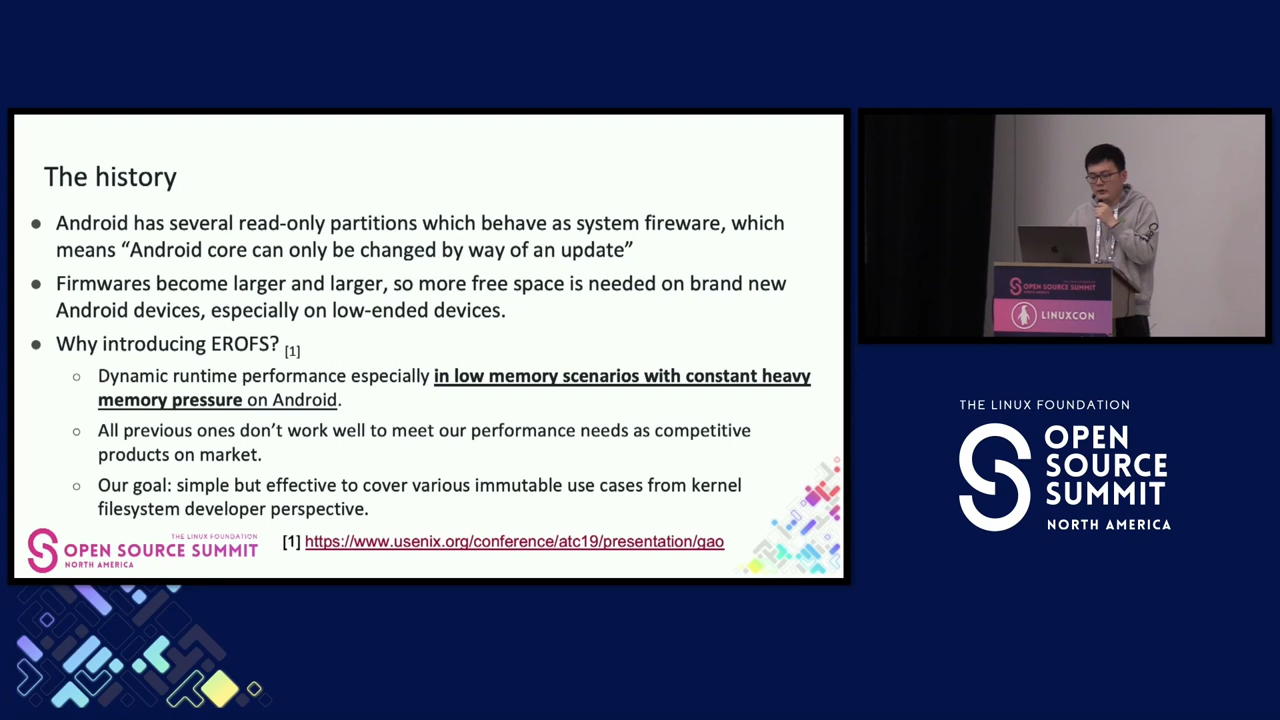 The history
● Android has several read-only partitions which behave as system fireware, which
means “Android core can only be changed by way of an update”
● Firmwares become larger and larger, so more free space is needed on brand new
Android devices, especially on low-ended devices.
● Why introducing EROFS? [1]
○ Dynamic runtime performance especially in low memory scenarios with constant heavy
memory pressure on Android.
○ All previous ones don’t work well to meet our performance needs as competitive
products on market.
○ Our goal: simple but effective to cover various immutable use cases from kernel
filesystem developer perspective.
THE LINUX FOUNDATION
OPEN SOURCE SUMMIT
NORTH AMERICA
[1] https://www.usenix.org/conference/atc19/presentation/gao
OPEN SOURCE SUMMIT
LINUXCON
THE LINUX FOUNDATION
OPEN
SOURCE
SUMMIT
NORTH AMERICA